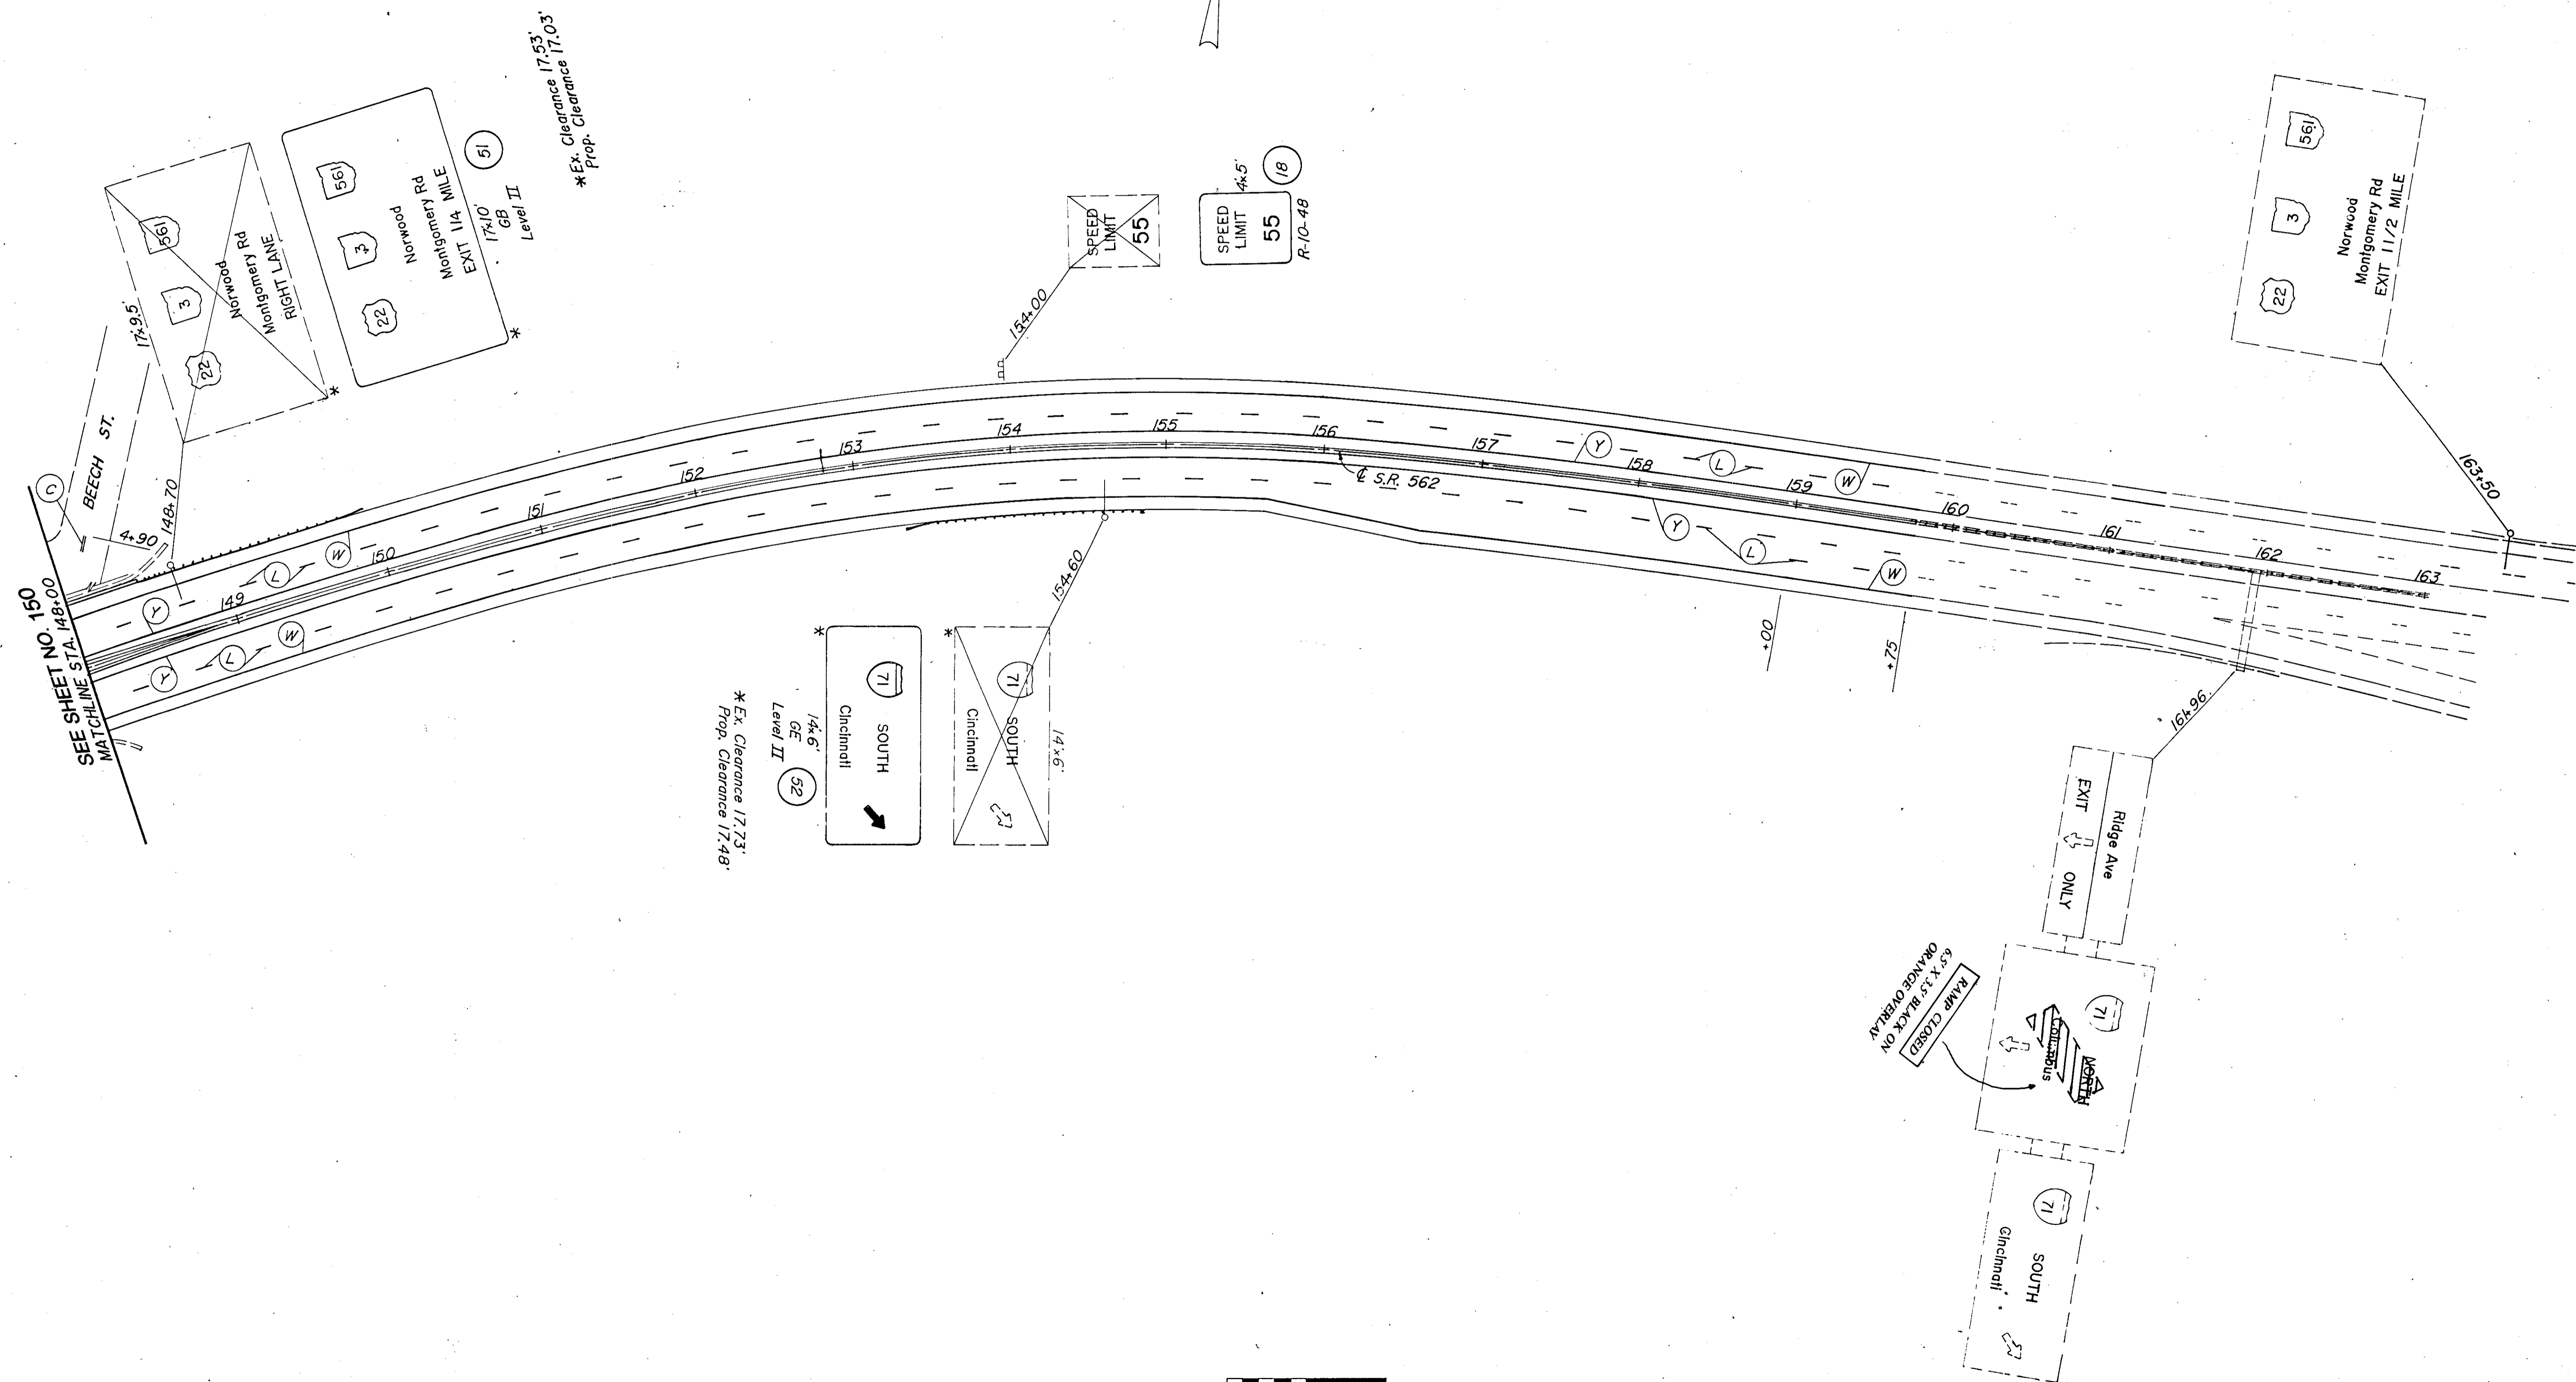 *Ex. Clearance 17.53'
Prop. Clearance 17.03'
51
561
3
22
Norwood
Montgomery Rd
EXIT 1 1/4 MILE
17'x10'
GB
Level II
*
561
3
22
Norwood
Montgomery Rd
RIGHT LANE
17'x9.5'
*
BEECH ST.
C
4+90
148+70
SEE SHEET NO. 150
MATCHLINE STA. 148+00
SPEED
LIMIT
55
154+00
4'x5'
18
SPEED
LIMIT
55
R-10-48
561
3
22
Norwood
Montgomery Rd
EXIT 1 1/2 MILE
163+50
149
150
151
152
153
154
155
156
157
158
159
160
161
162
163
℄ S.R. 562
Y
L
W
Y
L
W
Y
L
W
Y
L
W
154+60
+00
+75
161+96
*
71
SOUTH
Cincinnati
14'x6'
GE
Level II
52
*Ex. Clearance 17.73'
Prop. Clearance 17.48'
*
71
SOUTH
Cincinnati
14'x6'
Ridge Ave
EXIT ONLY
71
NORTH
Columbus
RAMP CLOSED
6.5' X 3.5' BLACK ON
ORANGE OVERLAY
71
SOUTH
Cincinnati